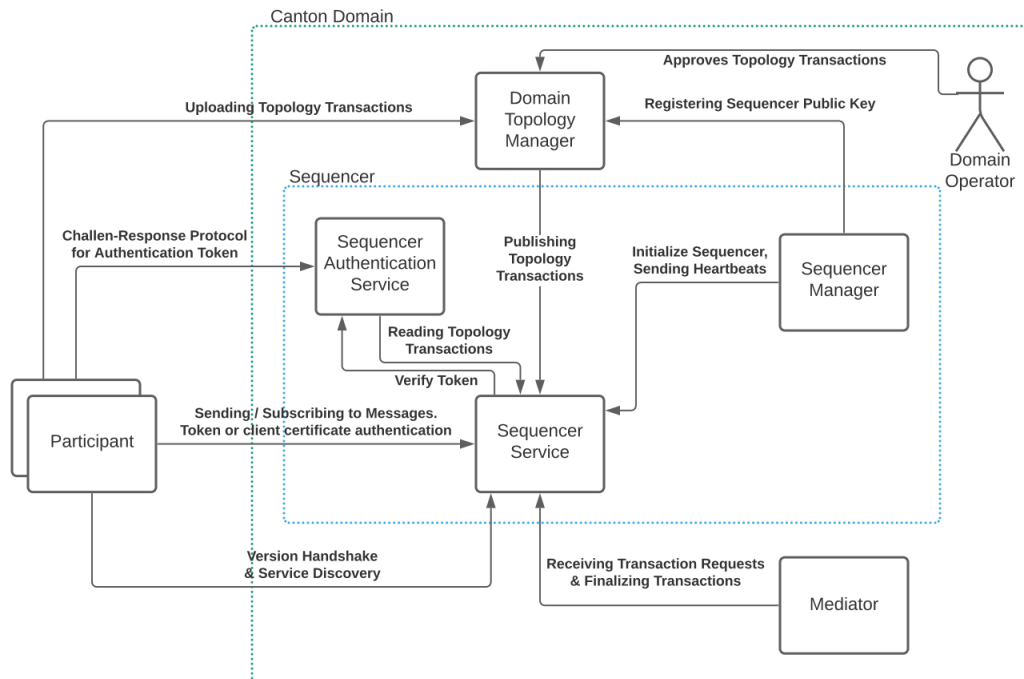 Canton Domain
Approves Topology Transactions
Uploading Topology Transactions
Domain
Topology
Manager
Registering Sequencer Public Key
Domain
Operator
Sequencer
Challen-Response Protocol
for Authentication Token
Sequencer
Authentication
Service
Publishing
Topology
Transactions
Initialize Sequencer,
Sending Heartbeats
Sequencer
Manager
Reading Topology
Transactions
Verify Token
Participant
Sending / Subscribing to Messages.
Token or client certificate authentication
Sequencer
Service
Version Handshake
& Service Discovery
Receiving Transaction Requests
& Finalizing Transactions
Mediator